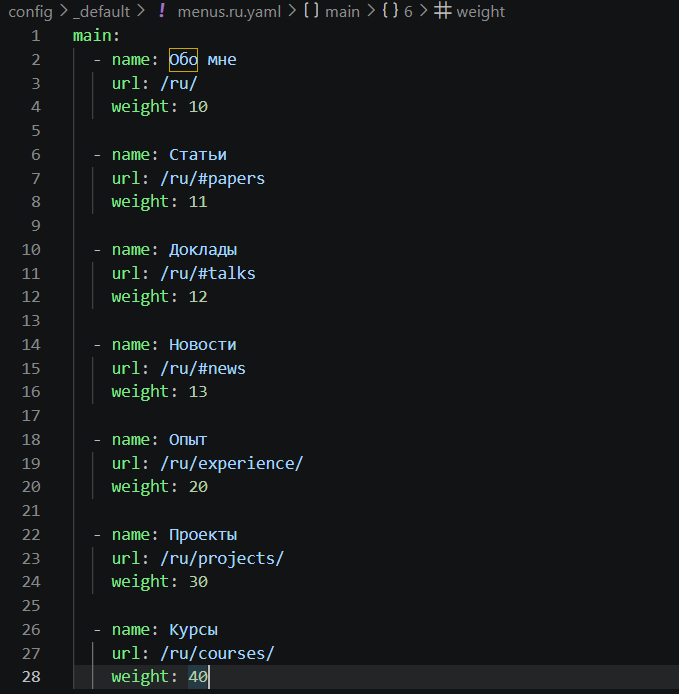 config > _default > ! menus.ru.yaml > [ ] main > { } 6 > # weight
1 main:
2 - name: Обо мне
3 url: /ru/
4 weight: 10
5
6 - name: Статьи
7 url: /ru/#papers
8 weight: 11
9
10 - name: Доклады
11 url: /ru/#talks
12 weight: 12
13
14 - name: Новости
15 url: /ru/#news
16 weight: 13
17
18 - name: Опыт
19 url: /ru/experience/
20 weight: 20
21
22 - name: Проекты
23 url: /ru/projects/
24 weight: 30
25
26 - name: Курсы
27 url: /ru/courses/
28 weight: 40